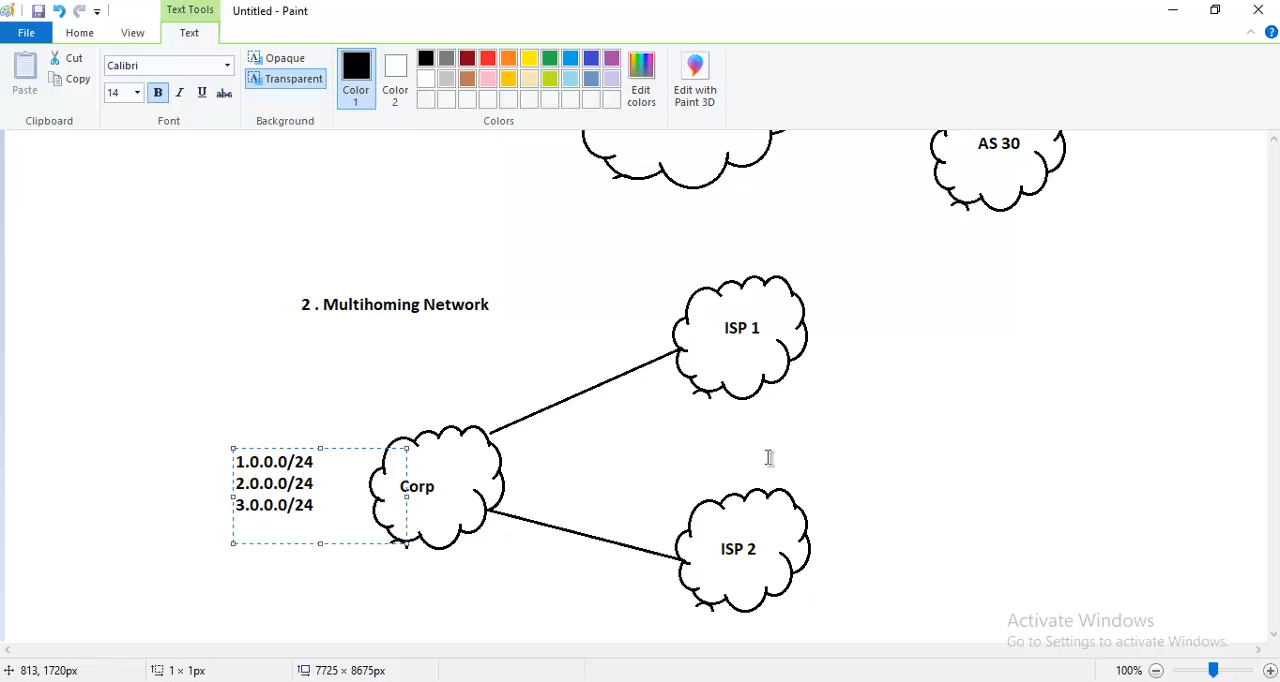 Text Tools
Untitled - Paint
File
Home
View
Text
Paste
Cut
Copy
Clipboard
Calibri
14
B
I
U
abc
Font
Opaque
Transparent
Background
Color
1
Color
2
Edit
colors
Colors
Edit with
Paint 3D
AS 30
2 . Multihoming Network
ISP 1
1.0.0.0/24
2.0.0.0/24
3.0.0.0/24
Corp
ISP 2
Activate Windows
Go to Settings to activate Windows.
813, 1720px
1 × 1px
7725 × 8675px
100%